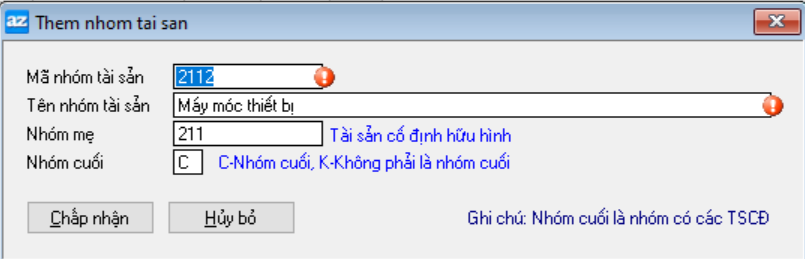 az Them nhom tai san
Mã nhóm tài sản 2112
Tên nhóm tài sản Máy móc thiết bị
Nhóm mẹ 211 Tài sản cố định hữu hình
Nhóm cuối C C-Nhóm cuối, K-Không phải là nhóm cuối
Chấp nhận Hủy bỏ Ghi chú: Nhóm cuối là nhóm có các TSCĐ